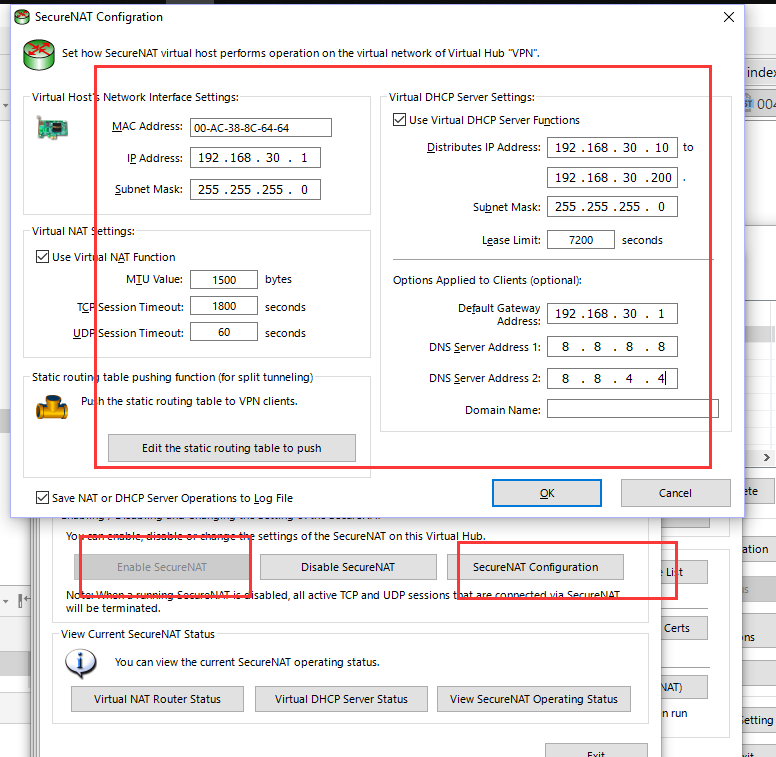 SecureNAT Configration
Set how SecureNAT virtual host performs operation on the virtual network of Virtual Hub "VPN".
Virtual Host's Network Interface Settings:
MAC Address: 00-AC-38-8C-64-64
IP Address: 192 .168 . 30 . 1
Subnet Mask: 255 .255 .255 . 0
Virtual NAT Settings:
Use Virtual NAT Function
MTU Value: 1500 bytes
TCP Session Timeout: 1800 seconds
UDP Session Timeout: 60 seconds
Static routing table pushing function (for split tunneling)
Push the static routing table to VPN clients.
Edit the static routing table to push
Save NAT or DHCP Server Operations to Log File
Virtual DHCP Server Settings:
Use Virtual DHCP Server Functions
Distributes IP Address: 192 .168 . 30 . 10 to
192 .168 . 30 .200 .
Subnet Mask: 255 .255 .255 . 0
Lease Limit: 7200 seconds
Options Applied to Clients (optional):
Default Gateway
Address: 192 .168 . 30 . 1
DNS Server Address 1: 8 . 8 . 8 . 8
DNS Server Address 2: 8 . 8 . 4 . 4
Domain Name:
OK Cancel
You can enable, disable or change the settings of the SecureNAT on this Virtual Hub.
Enable SecureNAT Disable SecureNAT SecureNAT Configuration
Note: When a running SecureNAT is disabled, all active TCP and UDP sessions that are connected via SecureNAT
will be terminated.
View Current SecureNAT Status
You can view the current SecureNAT operating status.
Virtual NAT Router Status Virtual DHCP Server Status View SecureNAT Operating Status
Exit
index
004
List
Certs
NAT)
n run